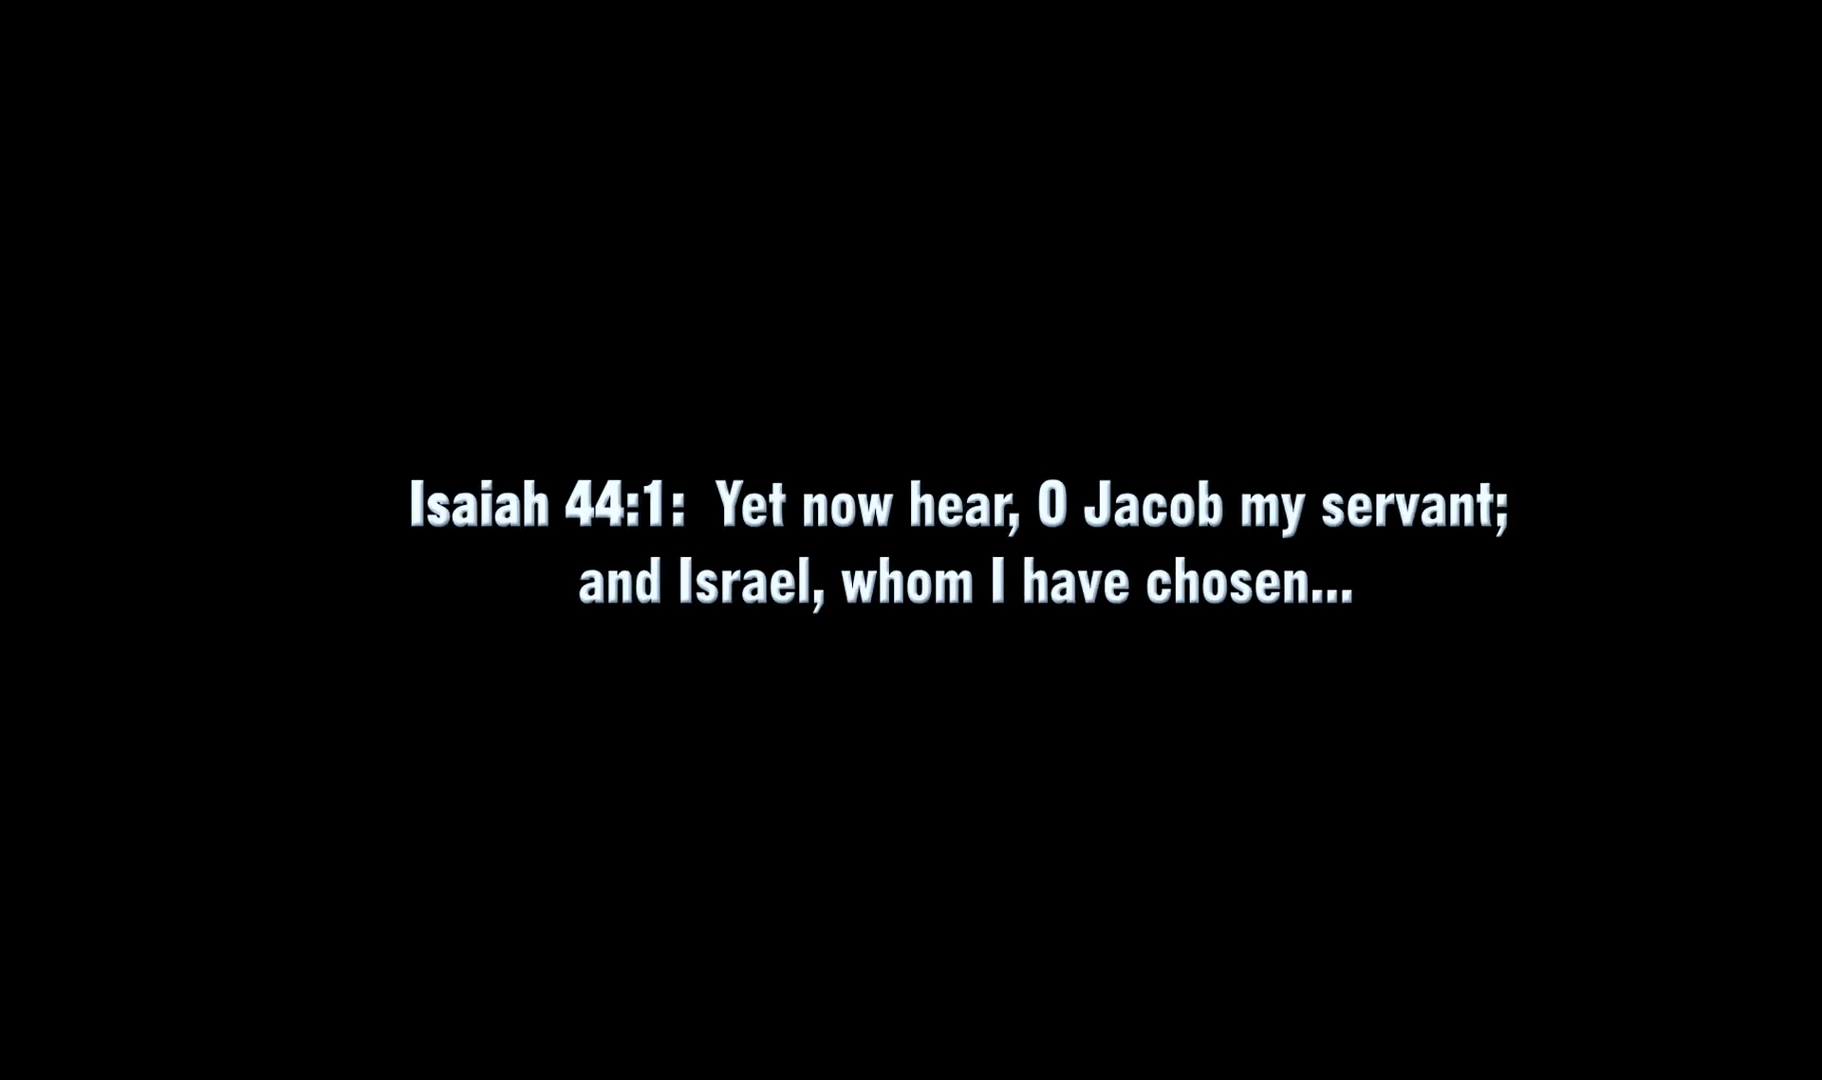 Isaiah 44:1:  Yet now hear, O Jacob my servant;
and Israel, whom I have chosen...